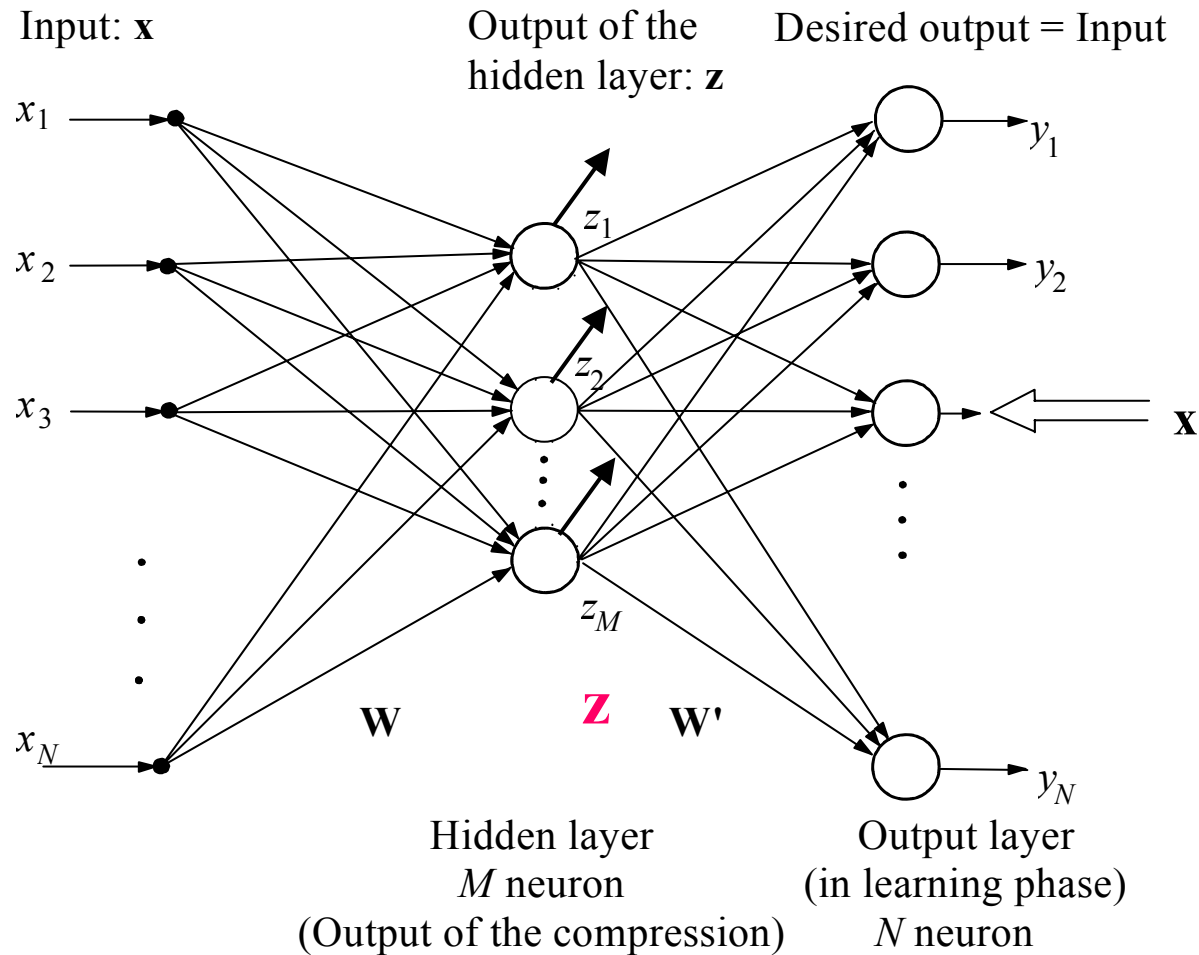 Input: x
Output of the
hidden layer: z
Desired output = Input
x1
x2
x3
xN
z1
z2
zM
y1
y2
yN
x
W
z
W'
Hidden layer
M neuron
(Output of the compression)
Output layer
(in learning phase)
N neuron